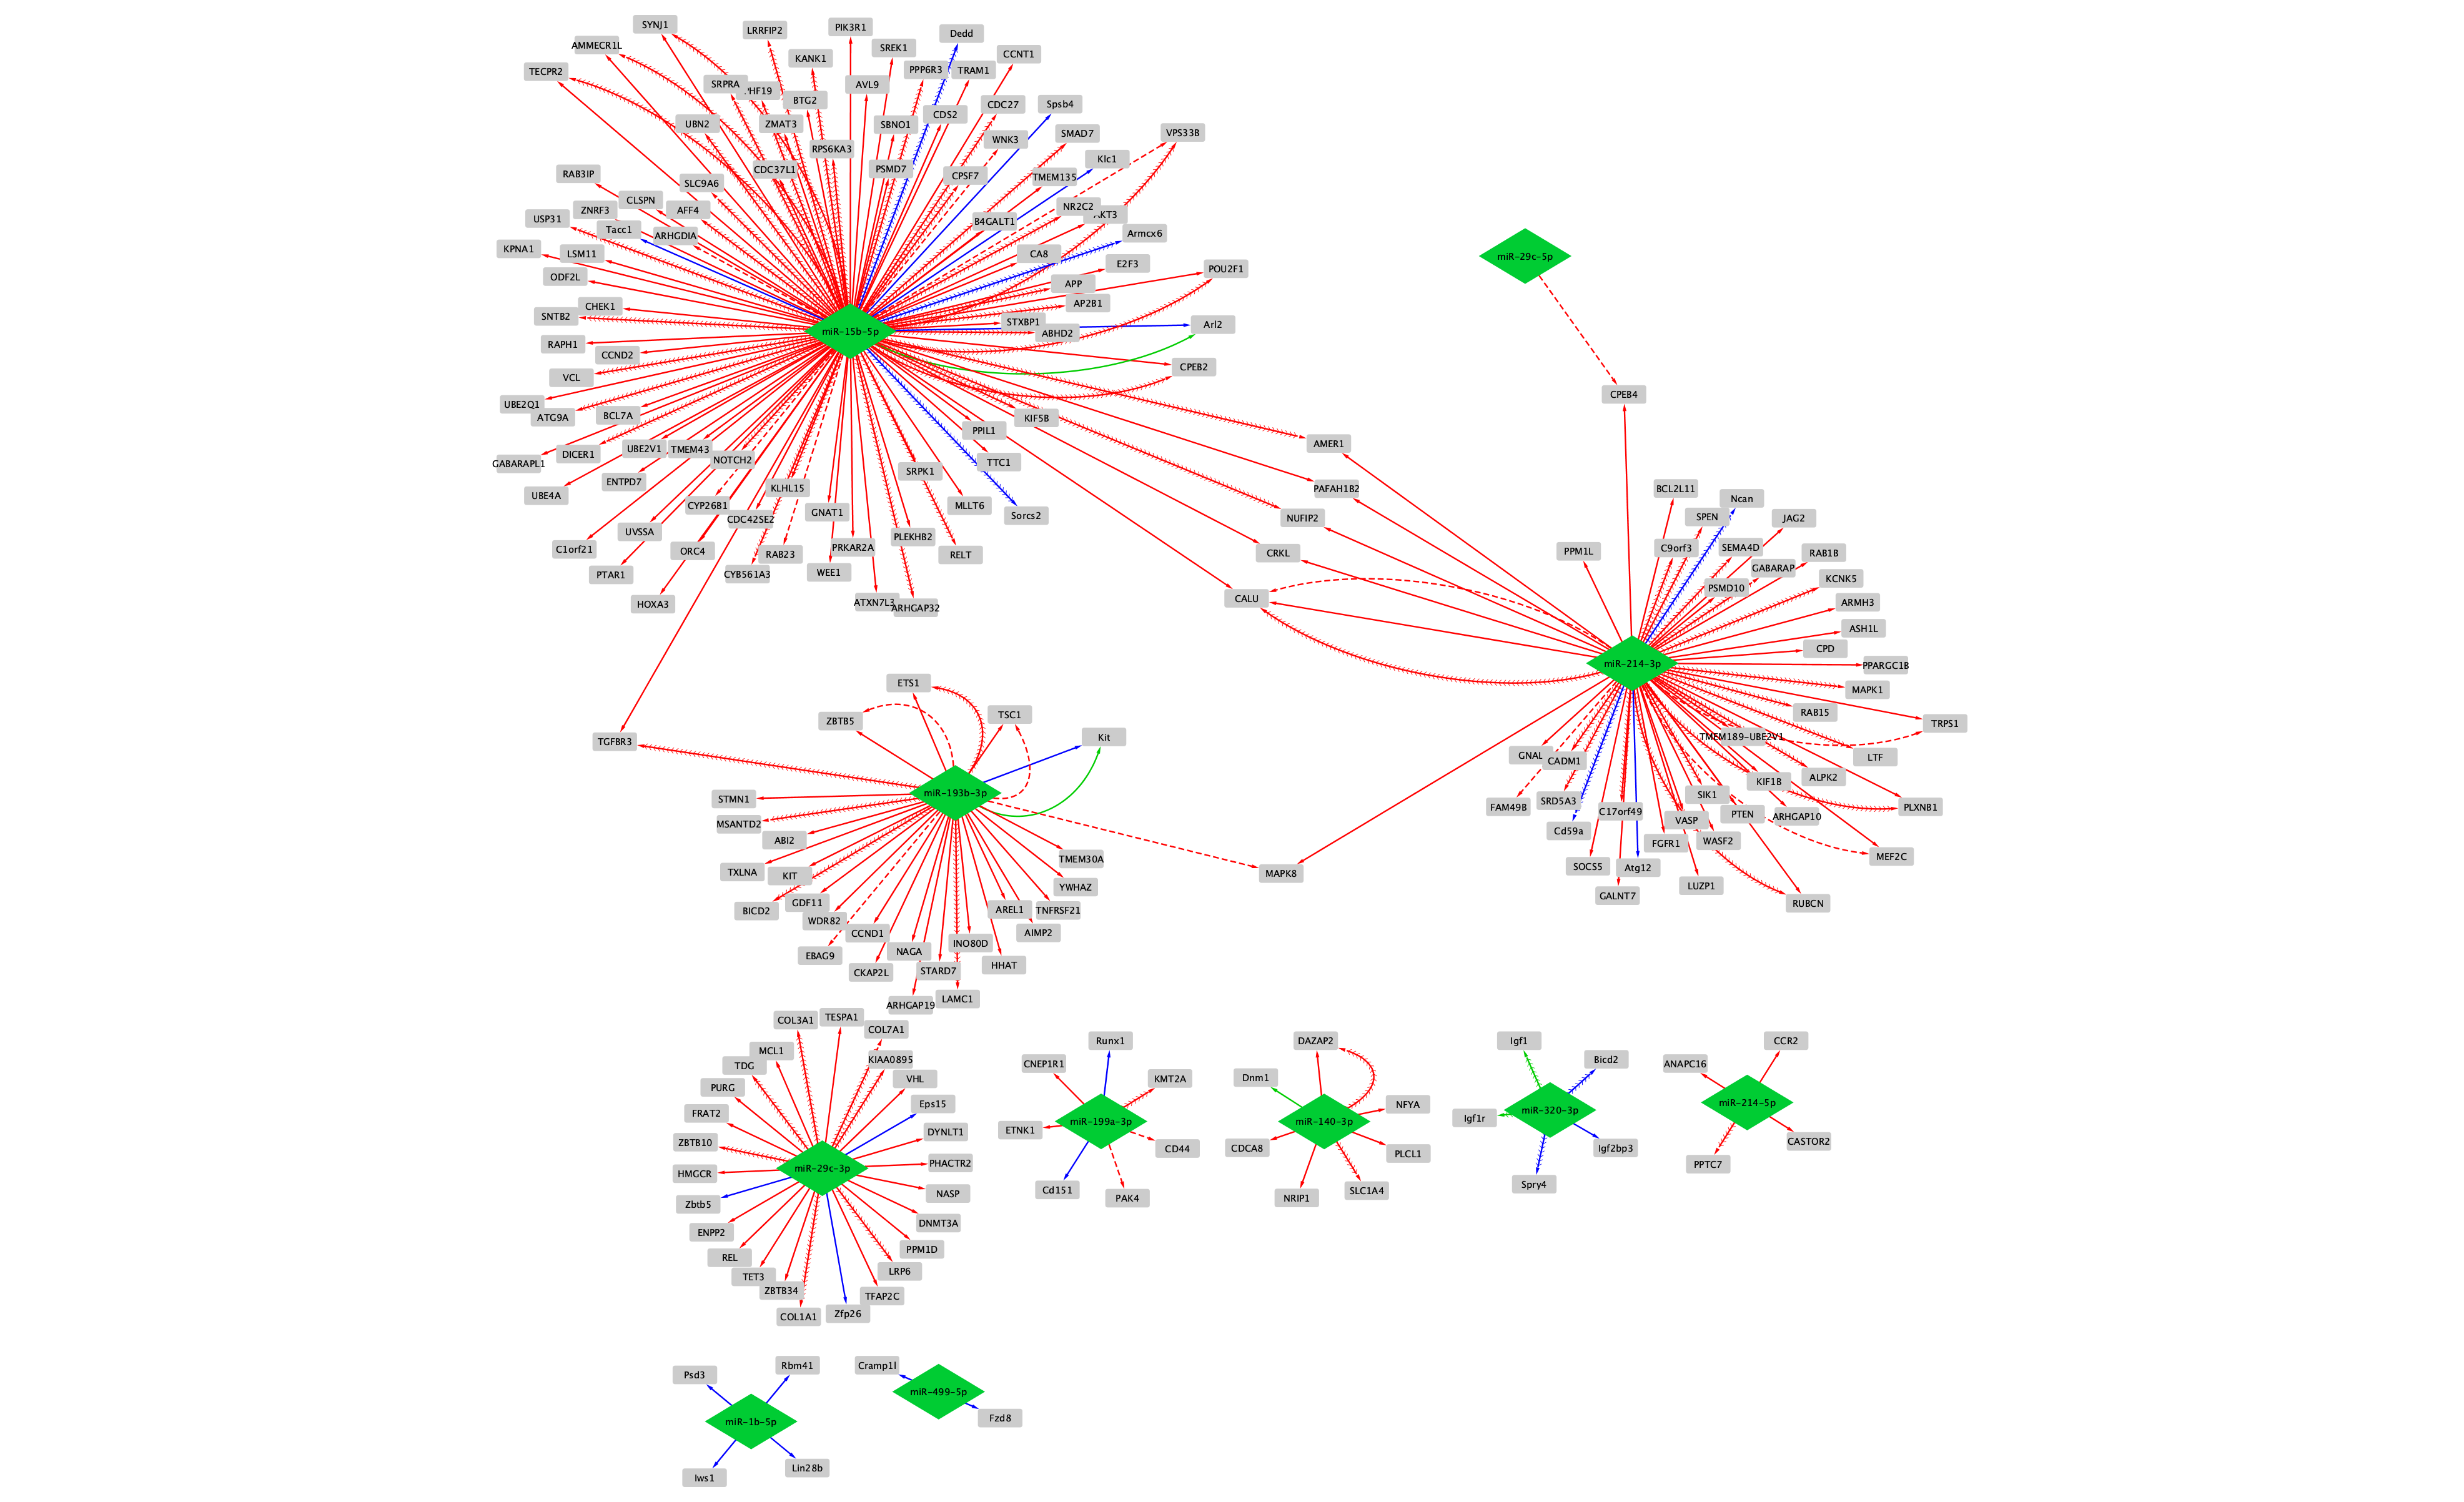 SYNJ1
LRRFIP2
PIK3R1
Dedd
AMMECR1L
SREK1
CCNT1
KANK1
TECPR2
PPP6R3
TRAM1
SRPRA
AVL9
BTG2
CDC27
Spsb4
UBN2
ZMAT3
SBNO1
CDS2
RPS6KA3
WNK3
SMAD7
VPS33B
CDC37L1
PSMD7
CPSF7
TMEM135
Klc1
RAB3IP
SLC9A6
CLSPN
AFF4
NR2C2
AKT3
USP31
ZNRF3
Tacc1
ARHGDIA
B4GALT1
Armcx6
KPNA1
LSM11
CA8
E2F3
POU2F1
miR-29c-5p
ODF2L
APP
AP2B1
CHEK1
SNTB2
STXBP1
ABHD2
Arl2
miR-15b-5p
RAPH1
CCND2
VCL
CPEB2
CPEB4
UBE2Q1
ATG9A
BCL7A
KIF5B
PPIL1
AMER1
GABARAPL1
DICER1
UBE2V1
TMEM43
NOTCH2
TTC1
SRPK1
UBE4A
ENTPD7
KLHL15
PAFAH1B2
BCL2L11
Ncan
CYP26B1
CDC42SE2
GNAT1
MLLT6
Sorcs2
NUFIP2
SPEN
JAG2
C1orf21
UVSSA
ORC4
RAB23
PRKAR2A
PLEKHB2
RELT
CRKL
PPM1L
C9orf3
SEMA4D
RAB1B
PTAR1
CYB561A3
WEE1
GABARAP
KCNK5
PSMD10
HOXA3
ATXN7L3
ARHGAP32
CALU
ARMH3
ASH1L
CPD
miR-214-3p
PPARGC1B
ETS1
MAPK1
ZBTB5
TSC1
RAB15
TRPS1
TGFBR3
Kit
TMEM189-UBE2V1
GNAL
CADM1
LTF
KIF1B
ALPK2
miR-193b-3p
STMN1
FAM49B
SRD5A3
C17orf49
SIK1
PTEN
ARHGAP10
PLXNB1
MSANTD2
ABI2
Cd59a
VASP
WASF2
FGFR1
TXLNA
KIT
TMEM30A
YWHAZ
MAPK8
SOCS5
Atg12
MEF2C
BICD2
GDF11
WDR82
AREL1
TNFRSF21
GALNT7
LUZP1
RUBCN
EBAG9
CCND1
NAGA
INO80D
AIMP2
CKAP2L
STARD7
HHAT
ARHGAP19
LAMC1
COL3A1
TESPA1
COL7A1
MCL1
TDG
KIAA0895
VHL
PURG
FRAT2
Eps15
ZBTB10
DYNLT1
HMGCR
miR-29c-3p
PHACTR2
Zbtb5
NASP
ENPP2
DNMT3A
REL
PPM1D
TET3
ZBTB34
LRP6
COL1A1
Zfp26
TFAP2C
Runx1
CNEP1R1
KMT2A
miR-199a-3p
ETNK1
CD44
Cd151
PAK4
DAZAP2
Dnm1
NFYA
miR-140-3p
CDCA8
PLCL1
NRIP1
SLC1A4
Igf1
Bicd2
miR-320-3p
Igf1r
Igf2bp3
Spry4
CCR2
ANAPC16
miR-214-5p
CASTOR2
PPTC7
Psd3
Rbm41
miR-1b-5p
Iws1
Lin28b
Cramp1l
miR-499-5p
Fzd8